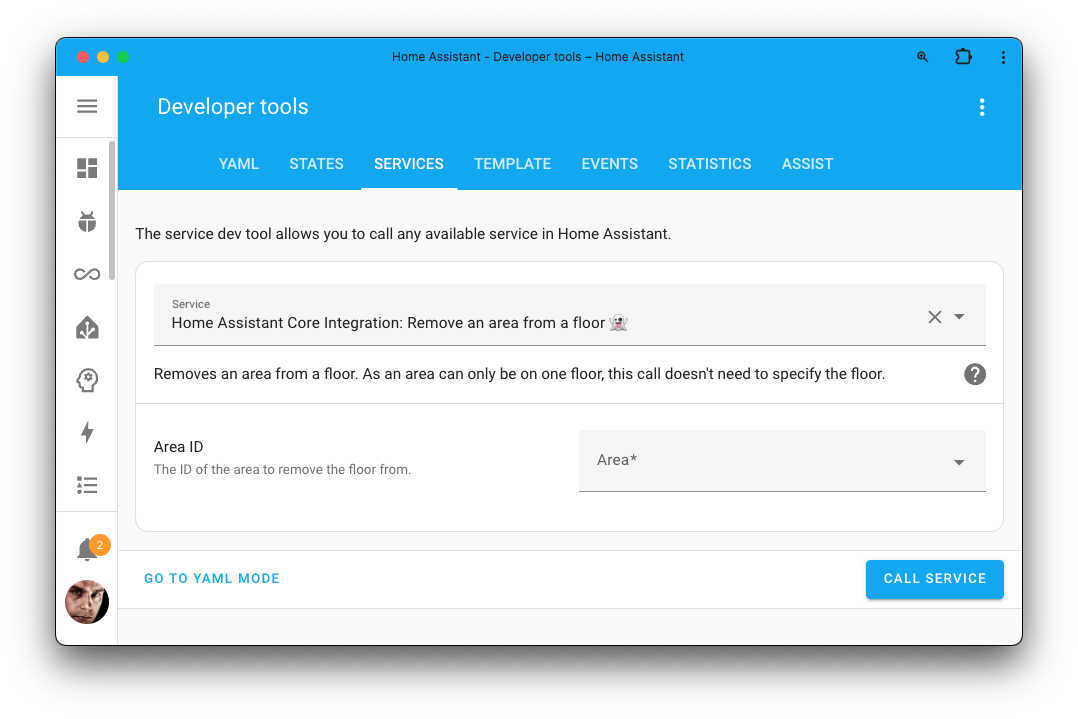 Home Assistant - Developer tools – Home Assistant
Developer tools
YAML STATES SERVICES TEMPLATE EVENTS STATISTICS ASSIST
The service dev tool allows you to call any available service in Home Assistant.
Service
Home Assistant Core Integration: Remove an area from a floor 👻
Removes an area from a floor. As an area can only be on one floor, this call doesn't need to specify the floor.
Area ID
The ID of the area to remove the floor from.
Area*
2
GO TO YAML MODE
CALL SERVICE